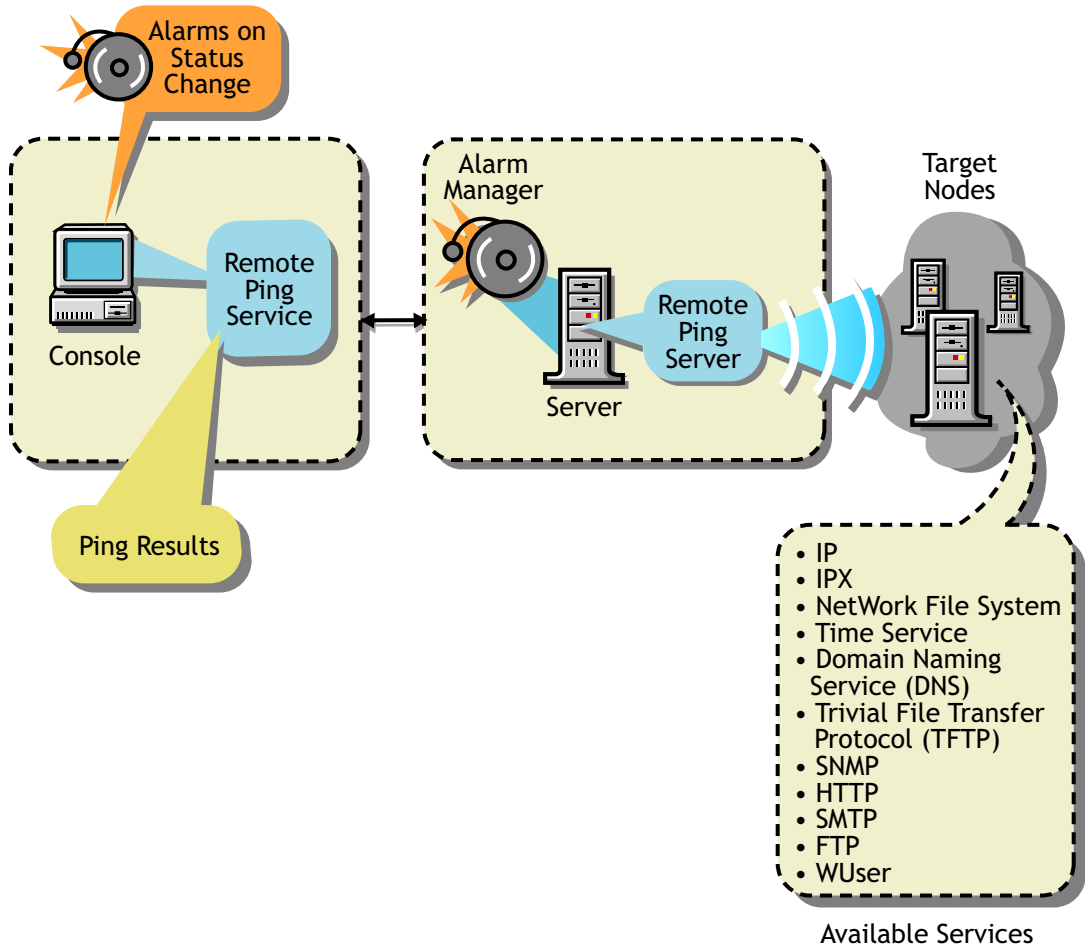 Alarms on
Status
Change
Remote
Ping
Service
Console
Ping Results
Alarm
Manager
Server
Remote
Ping
Server
Target
Nodes
• IP
• IPX
• NetWork File System
• Time Service
• Domain Naming
Service (DNS)
• Trivial File Transfer
Protocol (TFTP)
• SNMP
• HTTP
• SMTP
• FTP
• WUser
Available Services